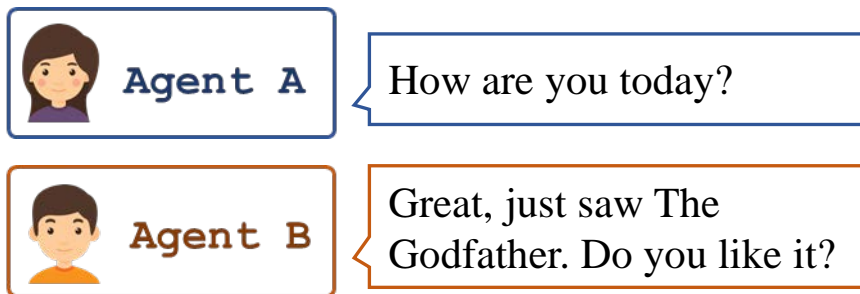 Agent A
How are you today?
Agent B
Great, just saw The
Godfather. Do you like it?